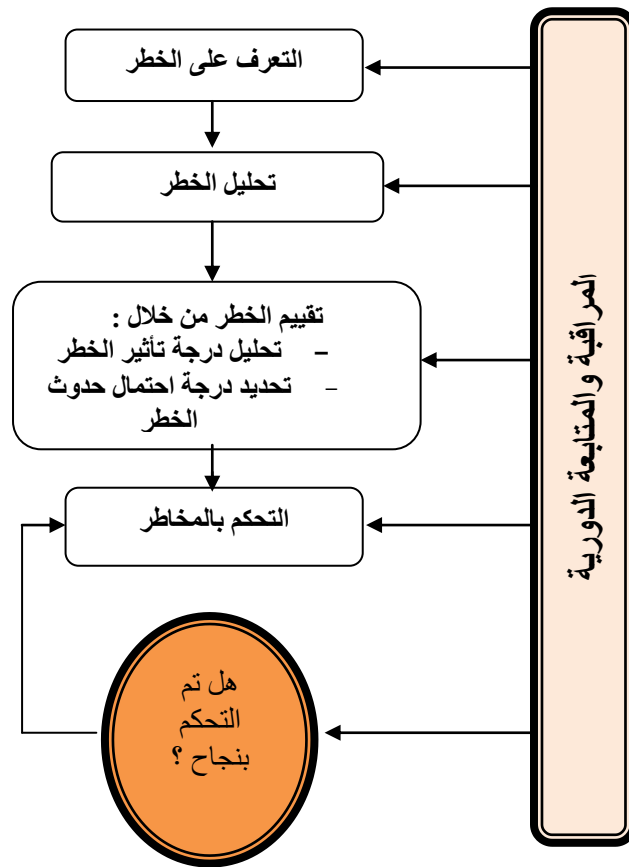 التعرف على الخطر
تحليل الخطر
تقييم الخطر من خلال :
- تحليل درجة تأثير الخطر
- تحديد درجة احتمال حدوث
الخطر
التحكم بالمخاطر
هل تم
التحكم
بنجاح ؟
المراقبة والمتابعة الدورية